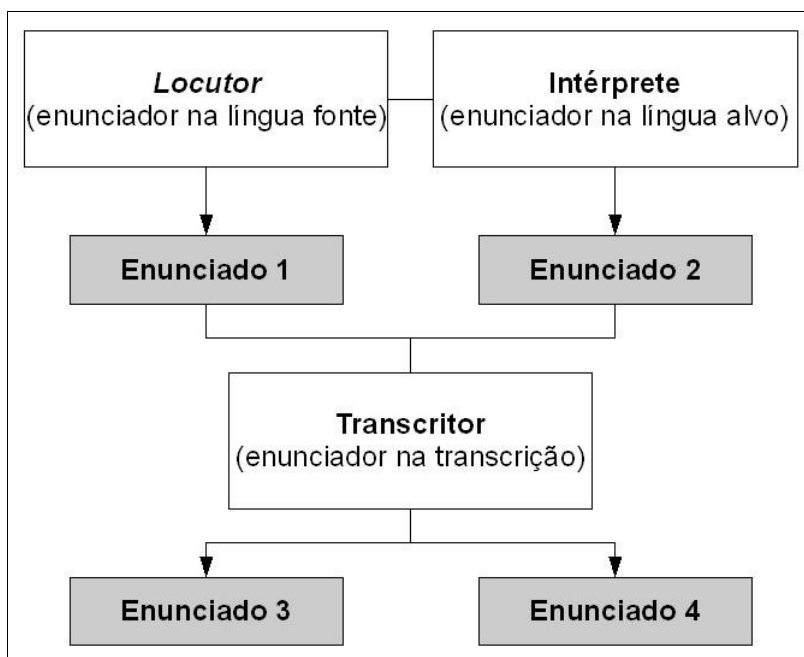 Locutor
(enunciador na língua fonte)
Intérprete
(enunciador na língua alvo)
Enunciado 1
Enunciado 2
Transcritor
(enunciador na transcrição)
Enunciado 3
Enunciado 4